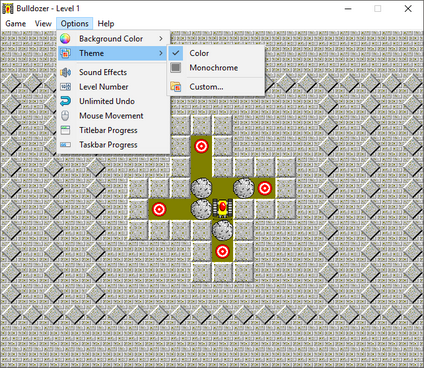 Bulldozer - Level 1
Game View Options Help
Background Color
Theme
Sound Effects
Level Number
Unlimited Undo
Mouse Movement
Titlebar Progress
Taskbar Progress
Color
Monochrome
Custom...